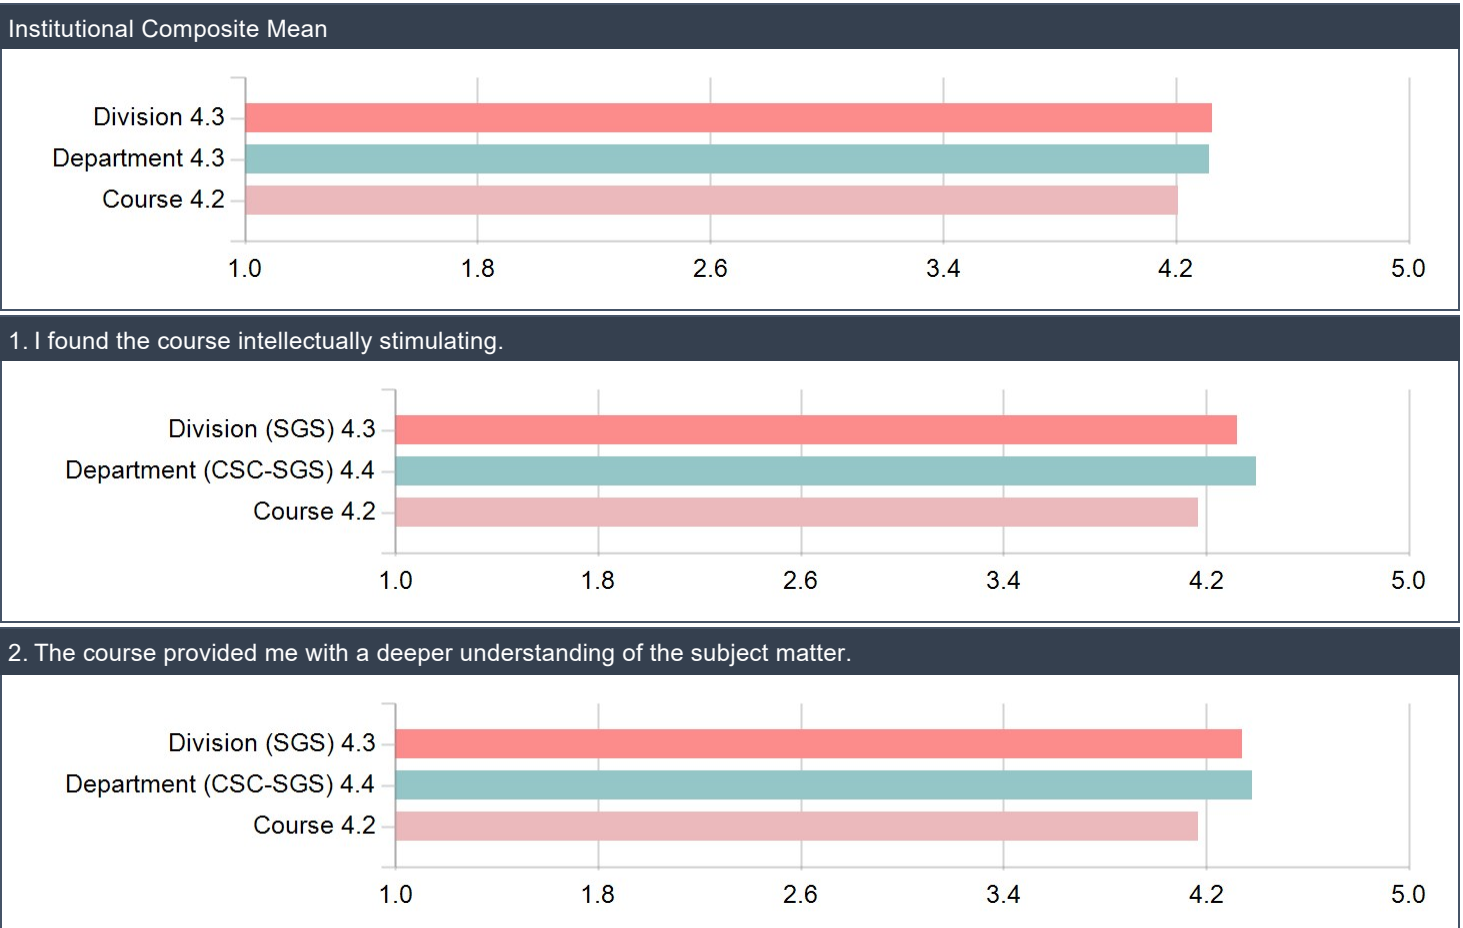 Institutional Composite Mean
Division 4.3
Department 4.3
Course 4.2
1.0 1.8 2.6 3.4 4.2 5.0
1. I found the course intellectually stimulating.
Division (SGS) 4.3
Department (CSC-SGS) 4.4
Course 4.2
1.0 1.8 2.6 3.4 4.2 5.0
2. The course provided me with a deeper understanding of the subject matter.
Division (SGS) 4.3
Department (CSC-SGS) 4.4
Course 4.2
1.0 1.8 2.6 3.4 4.2 5.0